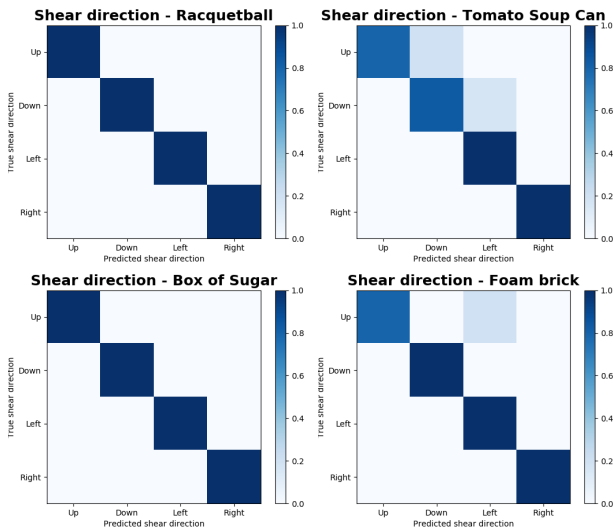 Shear direction - Racquetball
Up
Down
Left
Right
True shear direction
Up Down Left Right
Predicted shear direction
1.0
0.8
0.6
0.4
0.2
0.0
Shear direction - Tomato Soup Can
Up
Down
Left
Right
True shear direction
Up Down Left Right
Predicted shear direction
1.0
0.8
0.6
0.4
0.2
0.0
Shear direction - Box of Sugar
Up
Down
Left
Right
True shear direction
Up Down Left Right
Predicted shear direction
1.0
0.8
0.6
0.4
0.2
0.0
Shear direction - Foam brick
Up
Down
Left
Right
True shear direction
Up Down Left Right
Predicted shear direction
1.0
0.8
0.6
0.4
0.2
0.0